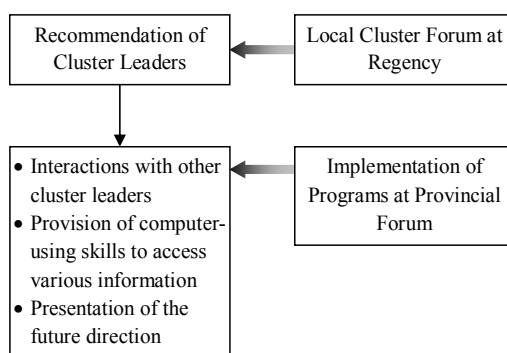 Recommendation of
Cluster Leaders
Local Cluster Forum at
Regency
• Interactions with other
cluster leaders
• Provision of computer-
using skills to access
various information
• Presentation of the
future direction
Implementation of
Programs at Provincial
Forum